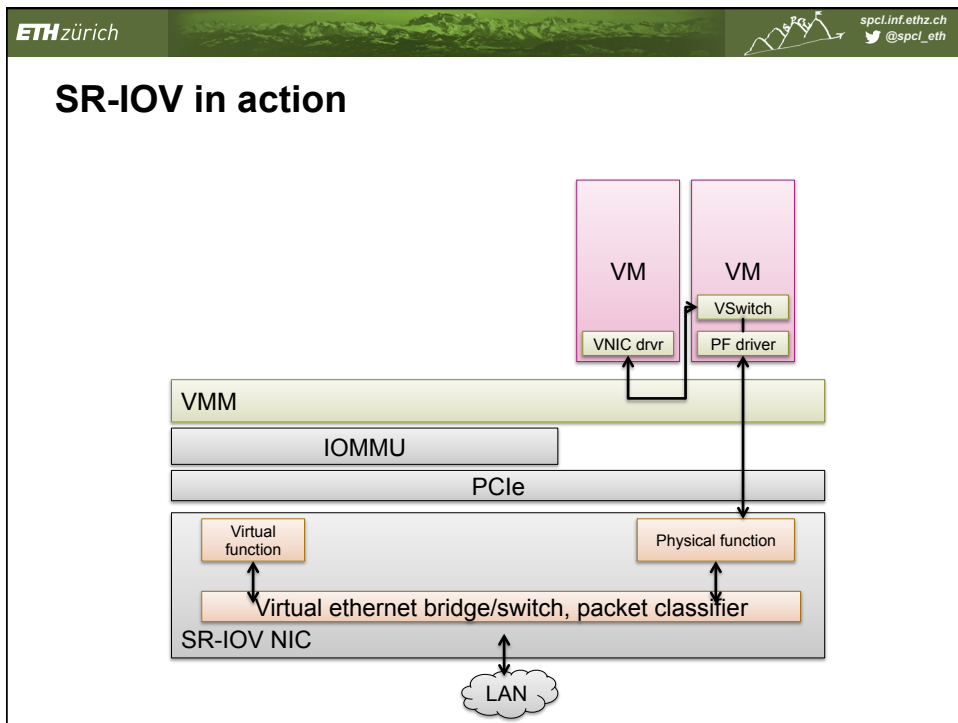 ETH zürich
spcl.inf.ethz.ch
@spcl_eth
SR-IOV in action
VM
VM
VSwitch
VNIC drvr
PF driver
VMM
IOMMU
PCIe
Virtual
function
Physical function
Virtual ethernet bridge/switch, packet classifier
SR-IOV NIC
LAN